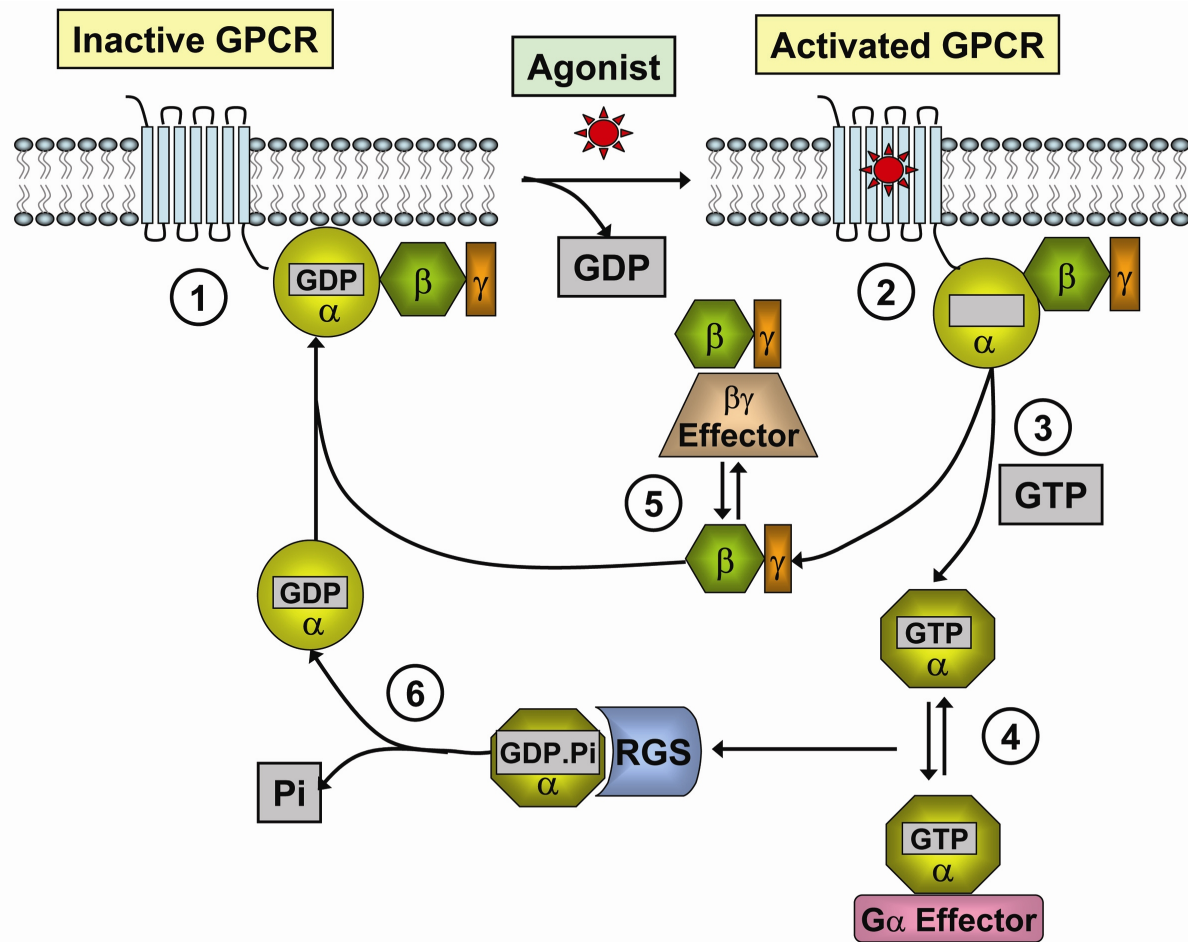 Inactive GPCR
Agonist
Activated GPCR
GDP
α
β
γ
1
GDP
2
α
β
γ
β
γ
βγ
Effector
3
GTP
5
β
γ
GDP
α
GTP
α
6
GDP.Pi
α
RGS
4
Pi
GTP
α
Gα Effector